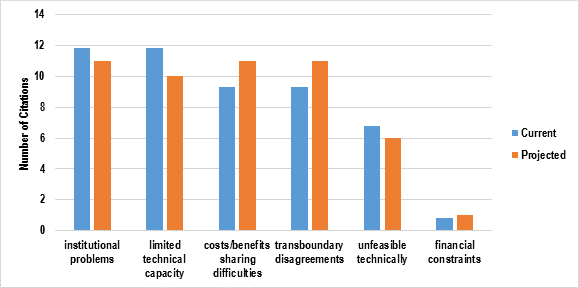 14
12
10
8
6
4
2
0
Number of Citations
institutional
problems
limited
technical
capacity
costs/benefits
sharing
difficulties
transboundary
disagreements
unfeasible
technically
financial
constraints
Current
Projected